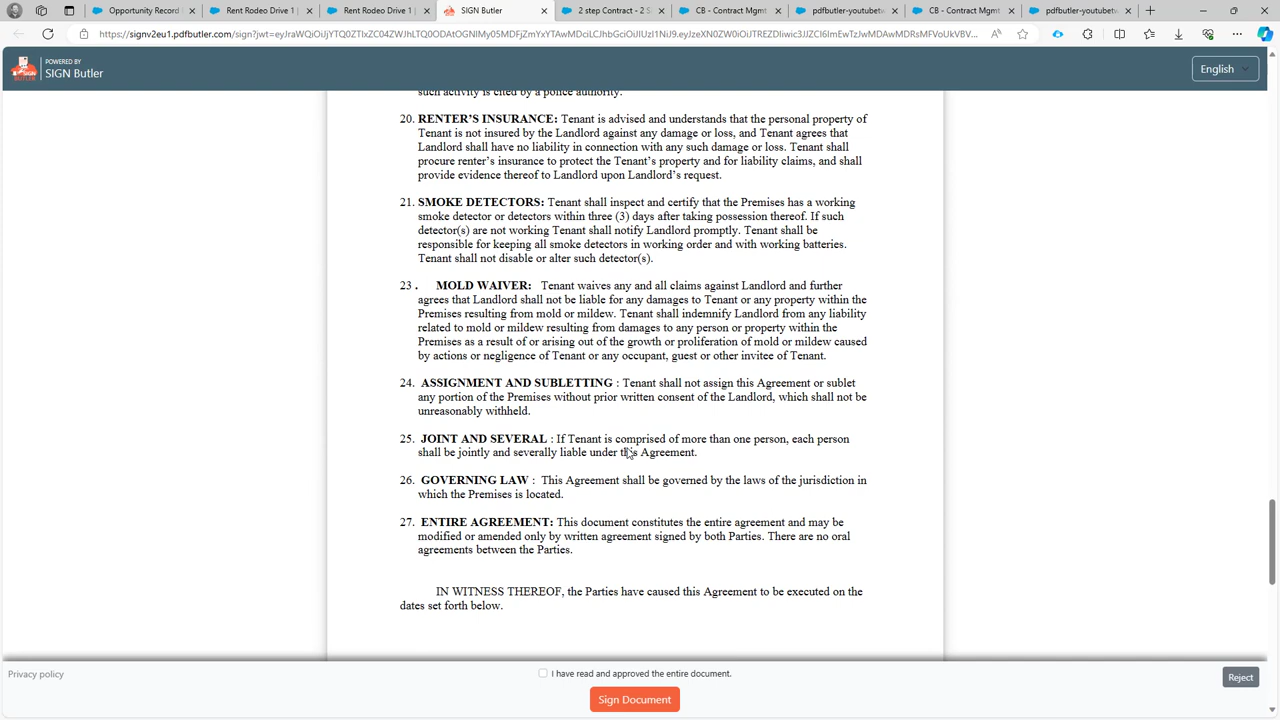 Opportunity Record
Rent Rodeo Drive 1 |
Rent Rodeo Drive 1 |
SIGN Butler
2 step Contract - 2 S
CB - Contract Mgmt
pdfbutler-youtubetv
CB - Contract Mgmt
pdfbutler-youtubetv
POWERED BY
SIGN Butler
English
such activity is cited by a police authority.
20. RENTER'S INSURANCE: Tenant is advised and understands that the personal property of
Tenant is not insured by the Landlord against any damage or loss, and Tenant agrees that
Landlord shall have no liability in connection with any such damage or loss. Tenant shall
procure renter's insurance to protect the Tenant's property and for liability claims, and shall
provide evidence thereof to Landlord upon Landlord's request.
21. SMOKE DETECTORS: Tenant shall inspect and certify that the Premises has a working
smoke detector or detectors within three (3) days after taking possession thereof. If such
detector(s) are not working Tenant shall notify Landlord promptly. Tenant shall be
responsible for keeping all smoke detectors in working order and with working batteries.
Tenant shall not disable or alter such detector(s).
23 . MOLD WAIVER: Tenant waives any and all claims against Landlord and further
agrees that Landlord shall not be liable for any damages to Tenant or any property within the
Premises resulting from mold or mildew. Tenant shall indemnify Landlord from any liability
related to mold or mildew resulting from damages to any person or property within the
Premises as a result of or arising out of the growth or proliferation of mold or mildew caused
by actions or negligence of Tenant or any occupant, guest or other invitee of Tenant.
24. ASSIGNMENT AND SUBLETTING : Tenant shall not assign this Agreement or sublet
any portion of the Premises without prior written consent of the Landlord, which shall not be
unreasonably withheld.
25. JOINT AND SEVERAL : If Tenant is comprised of more than one person, each person
shall be jointly and severally liable under this Agreement.
26. GOVERNING LAW : This Agreement shall be governed by the laws of the jurisdiction in
which the Premises is located.
27. ENTIRE AGREEMENT: This document constitutes the entire agreement and may be
modified or amended only by written agreement signed by both Parties. There are no oral
agreements between the Parties.
IN WITNESS THEREOF, the Parties have caused this Agreement to be executed on the
dates set forth below.
Privacy policy
I have read and approved the entire document.
Reject
Sign Document